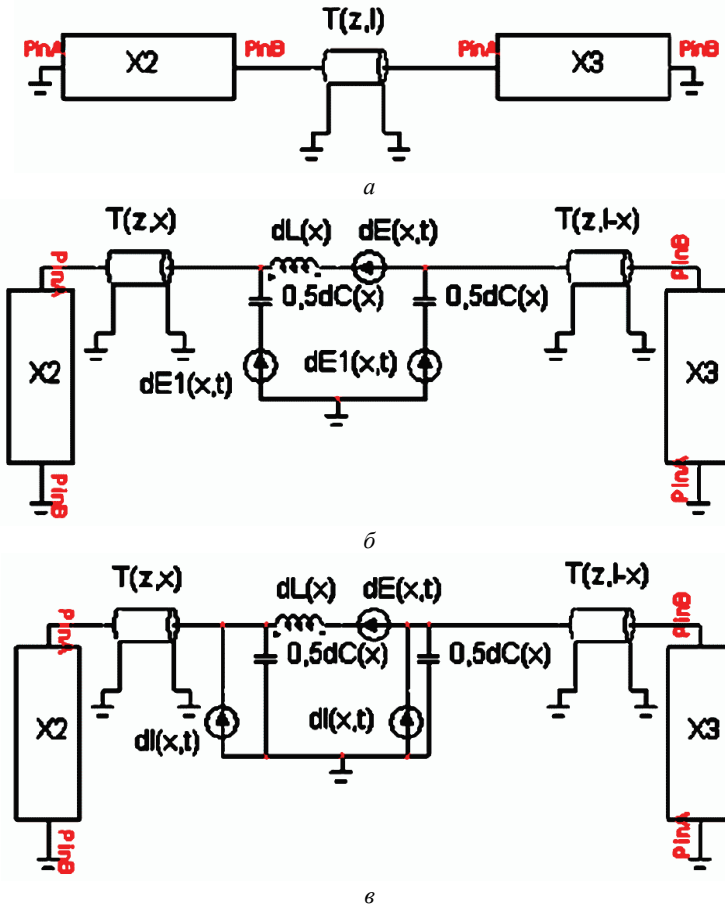 T(z,l)
PinA X2 PinB PinA X3 PinB
а
T(z,x) dL(x) dE(x,t) T(z,l-x)
PinA PinB
0,5dC(x) 0,5dC(x)
X2 dE1(x,t) dE1(x,t) X3
PinB PinA
б
T(z,x) dL(x) dE(x,t) T(z,l-x)
PinA PinB
0,5dC(x) 0,5dC(x)
X2 dI(x,t) dI(x,t) X3
PinB PinA
в